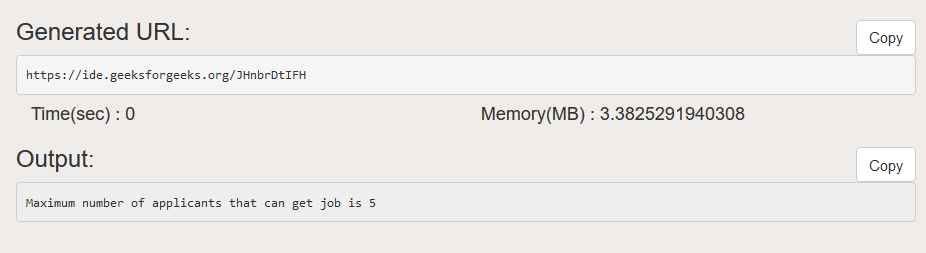 Generated URL:
Copy
https://ide.geeksforgeeks.org/JHnbrDtIFH
Time(sec) : 0
Memory(MB) : 3.3825291940308
Output:
Copy
Maximum number of applicants that can get job is 5